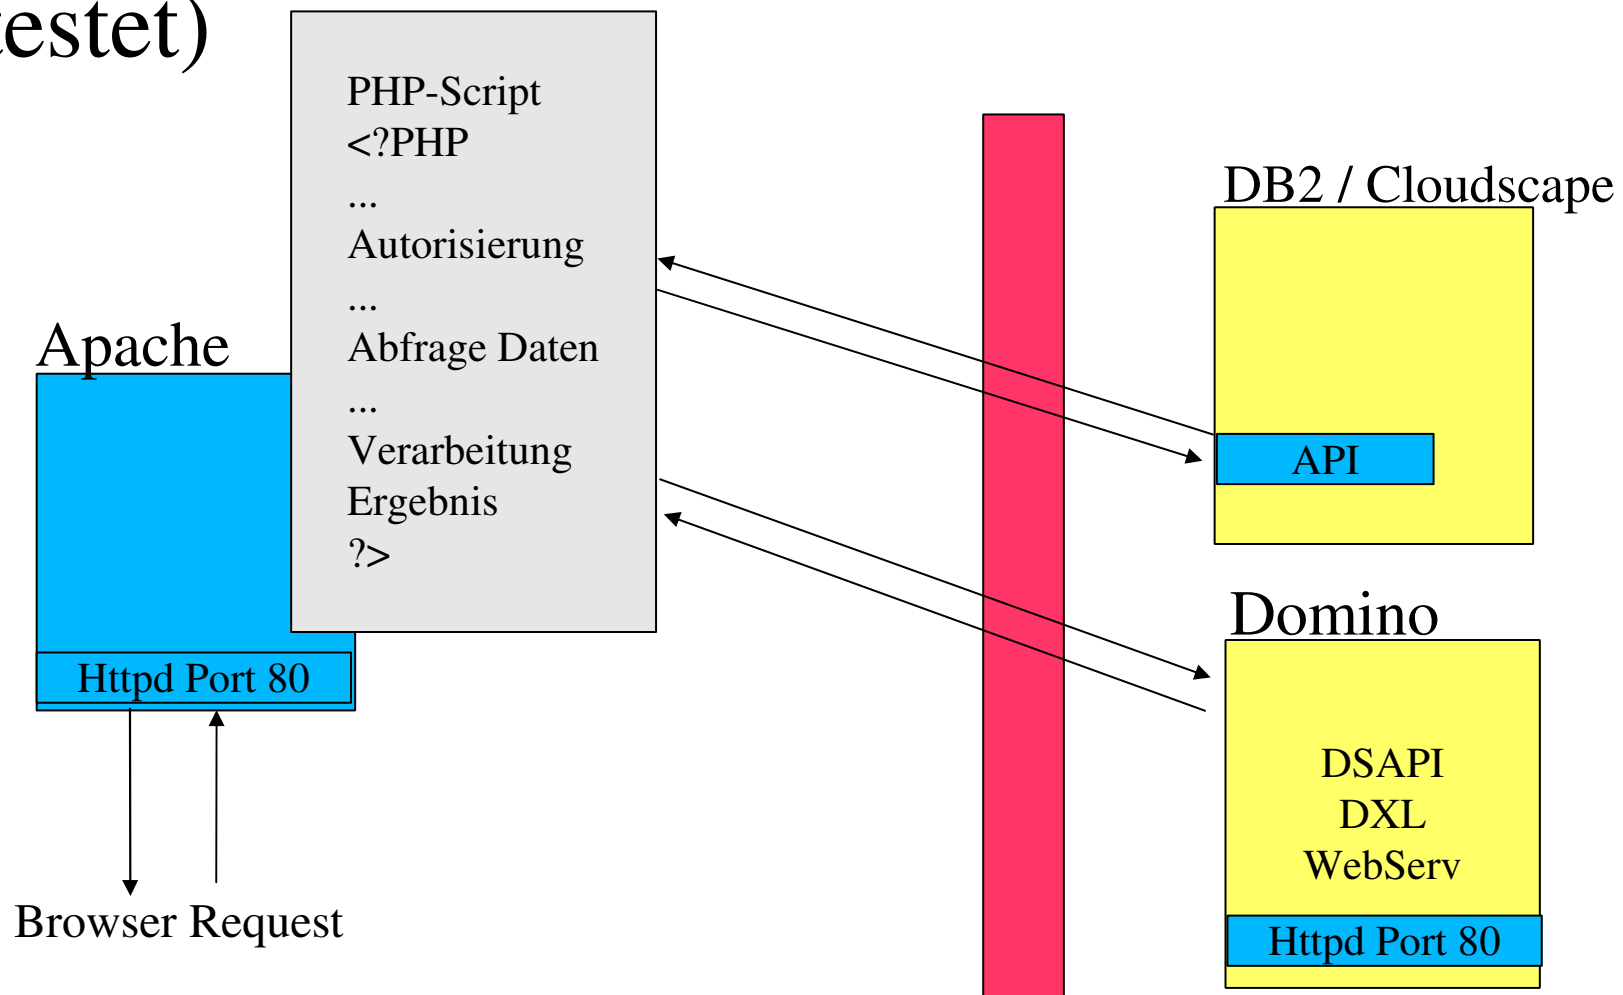 PHP-Script
<?PHP
...
Autorisierung
...
Abfrage Daten
...
Verarbeitung
Ergebnis
?>
Apache
Httpd Port 80
Browser Request
DB2 / Cloudscape
API
Domino
DSAPI
DXL
WebServ
Httpd Port 80